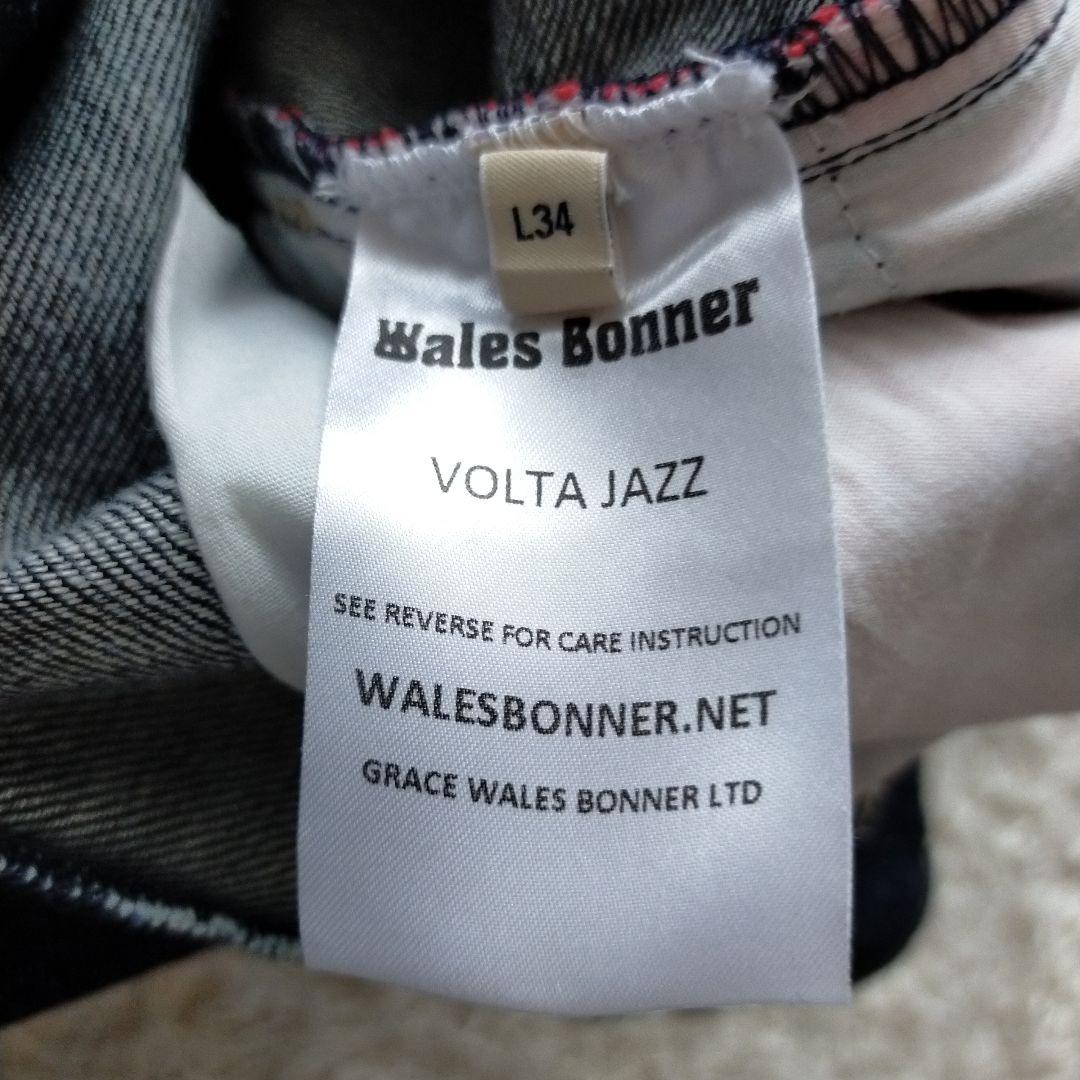 L34
Wales Bonner
VOLTA JAZZ
SEE REVERSE FOR CARE INSTRUCTION
WALESBONNER.NET
GRACE WALES BONNER LTD